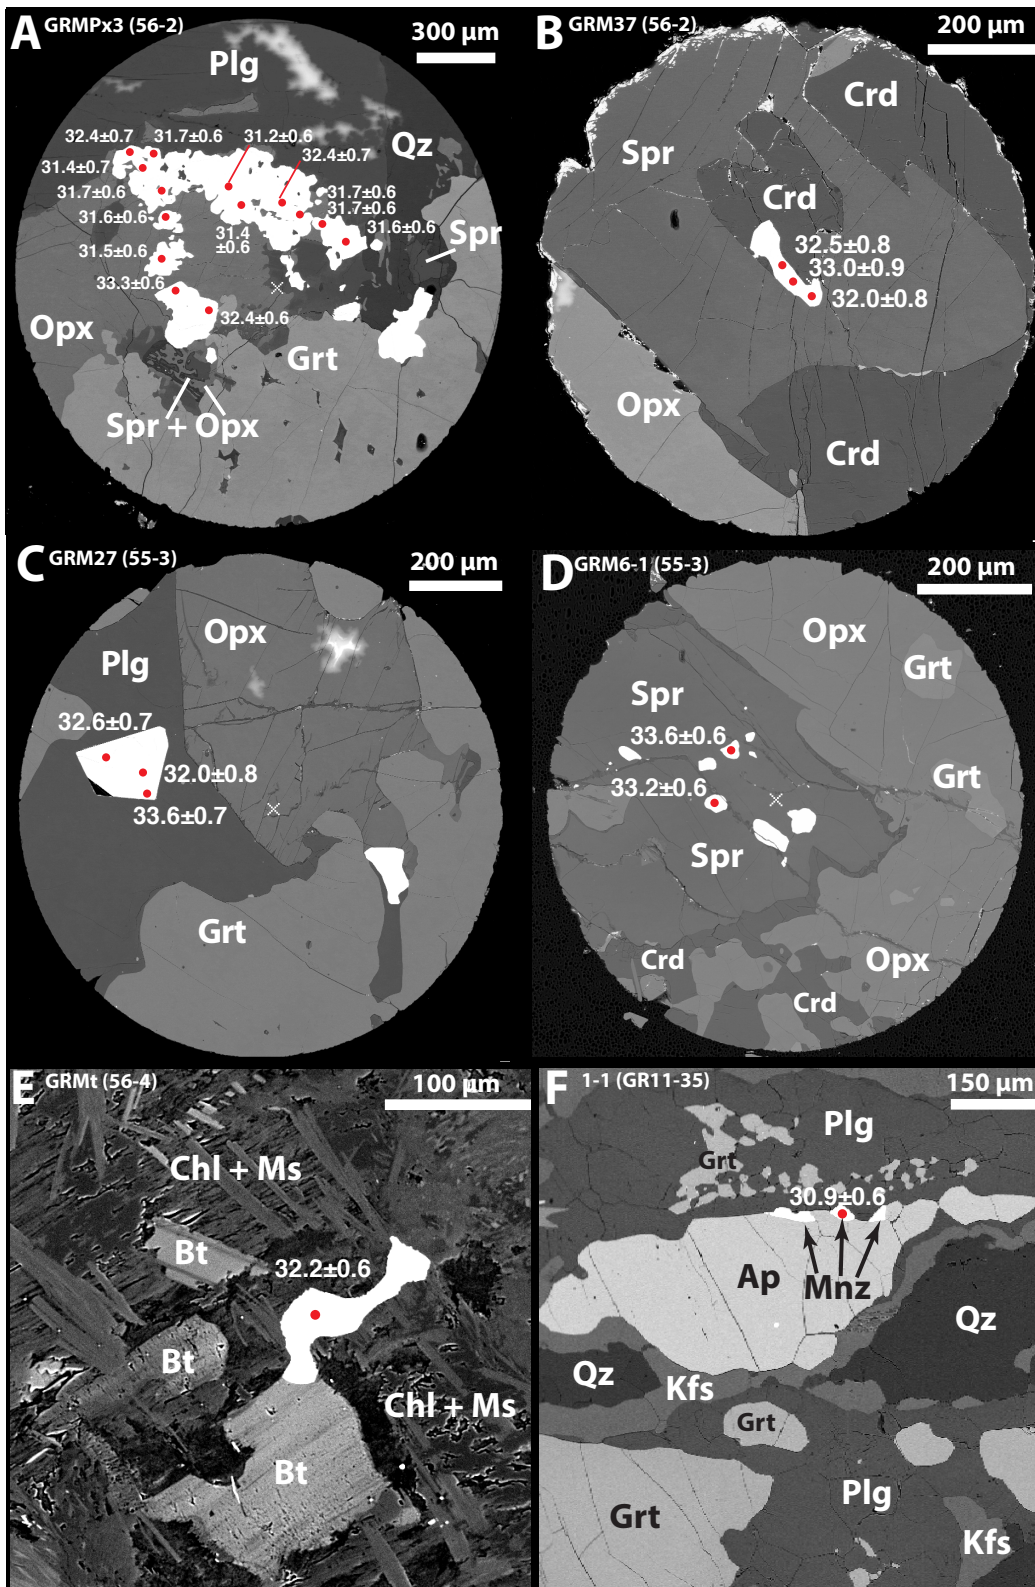 A GRMPx3 (56-2)
300 µm
Plg
Qz
32.4±0.7
31.7±0.6
31.2±0.6
32.4±0.7
31.4±0.7
31.7±0.6
31.7±0.6
31.7±0.6
31.6±0.6
31.4
±0.6
31.6±0.6
Spr
31.5±0.6
33.3±0.6
32.4±0.6
Opx
Grt
Spr + Opx
B GRM37 (56-2)
200 µm
Crd
Spr
Crd
32.5±0.8
33.0±0.9
32.0±0.8
Opx
Crd
C GRM27 (55-3)
200 µm
Opx
Plg
32.6±0.7
32.0±0.8
33.6±0.7
Grt
D GRM6-1 (55-3)
200 µm
Opx
Grt
Spr
33.6±0.6
33.2±0.6
Grt
Spr
Crd
Opx
Crd
E GRMt (56-4)
100 µm
Chl + Ms
Bt
32.2±0.6
Bt
Chl + Ms
Bt
F 1-1 (GR11-35)
150 µm
Plg
Grt
30.9±0.6
Ap
Mnz
Qz
Qz
Kfs
Grt
Plg
Grt
Kfs